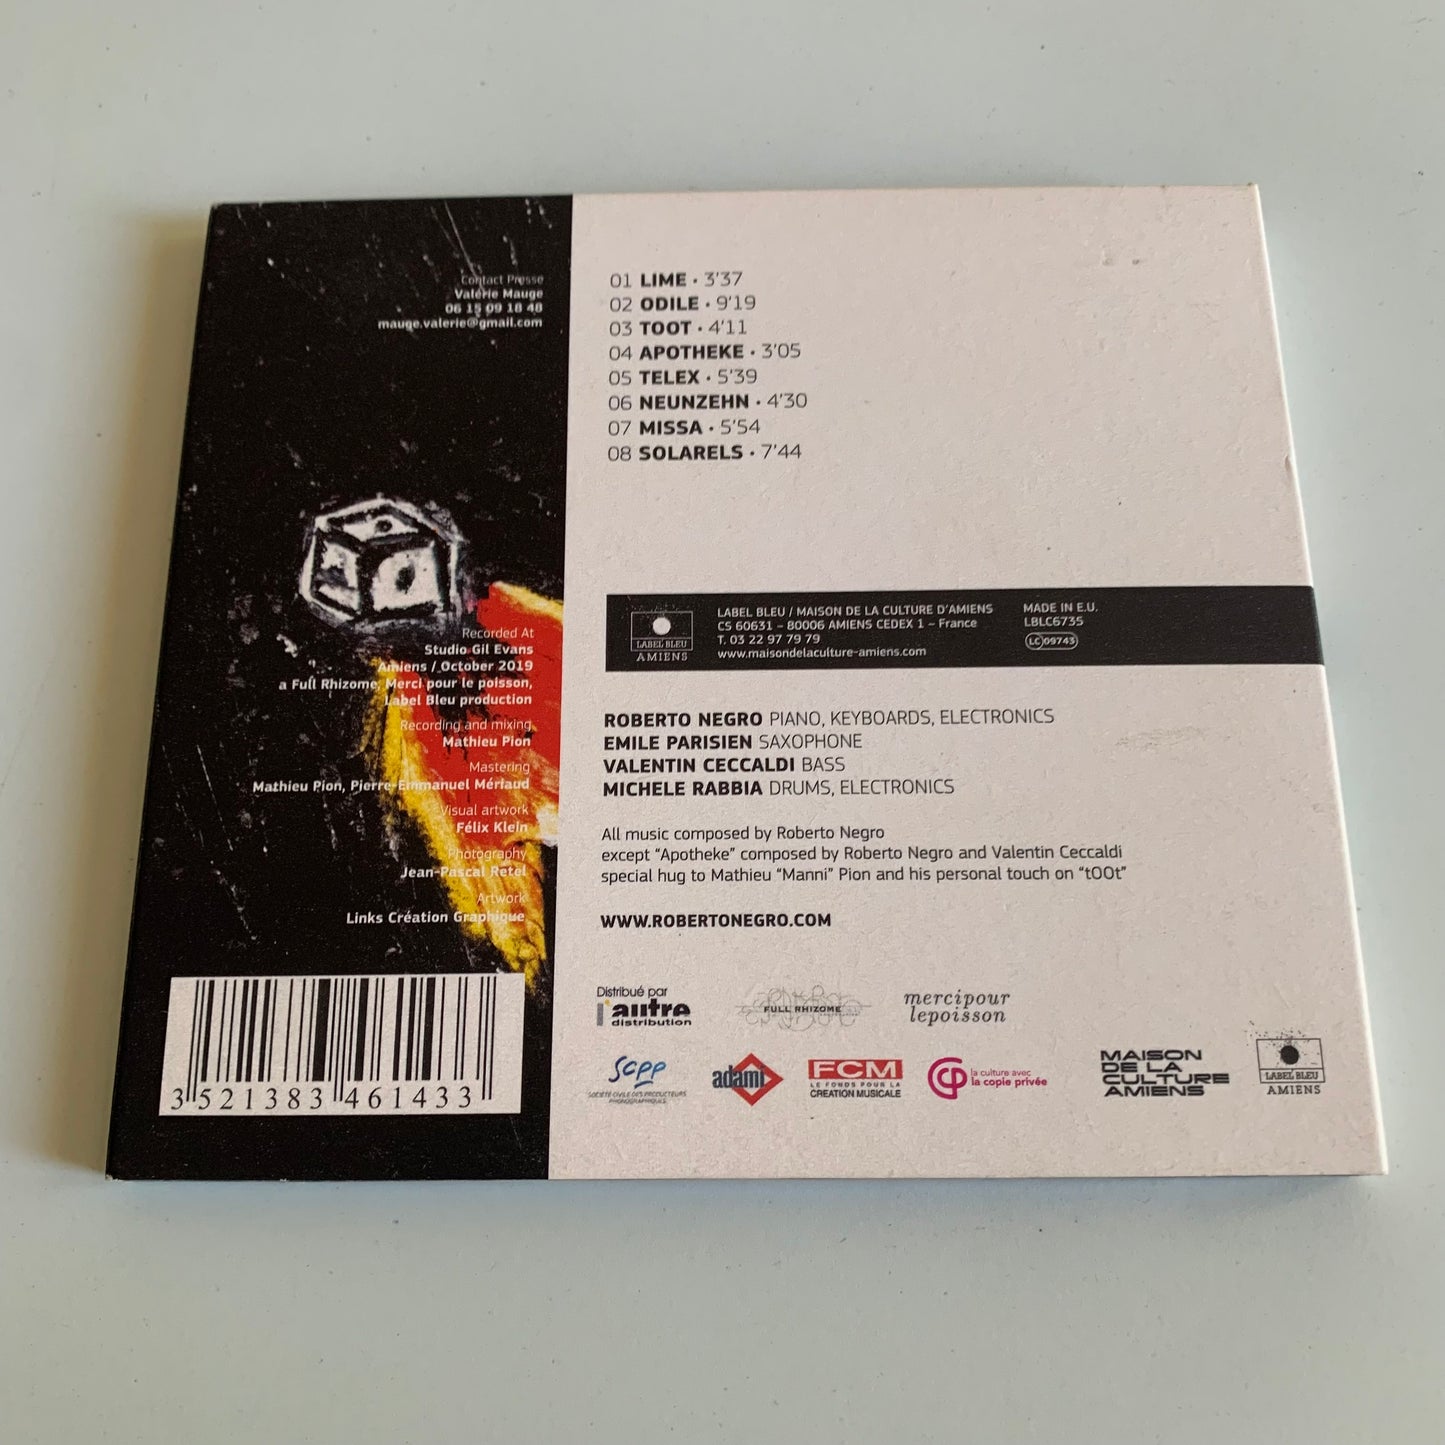 Contact Presse
Valérie Mauge
06 15 09 18 48
mauge.valerie@gmail.com
Recorded At
Studio Gil Evans
Amiens / October 2019
a Full Rhizome, Merci pour le poisson,
Label Bleu production
Recording and mixing
Mathieu Pion
Mastering
Mathieu Pion, Pierre-Emmanuel Mériaud
Visual artwork
Félix Klein
Photography
Jean-Pascal Retel
Artwork
Links Création Graphique
3 521383 461433
01 LIME • 3'37
02 ODILE • 9'19
03 TOOT • 4'11
04 APOTHEKE • 3'05
05 TELEX • 5'39
06 NEUNZEHN • 4'30
07 MISSA • 5'54
08 SOLARELS • 7'44
LABEL BLEU
AMIENS
LABEL BLEU / MAISON DE LA CULTURE D'AMIENS
CS 60631 – 80006 AMIENS CEDEX 1 – France
T. 03 22 97 79 79
www.maisondelaculture-amiens.com
MADE IN E.U.
LBLC6735
LC 09743
ROBERTO NEGRO PIANO, KEYBOARDS, ELECTRONICS
EMILE PARISIEN SAXOPHONE
VALENTIN CECCALDI BASS
MICHELE RABBIA DRUMS, ELECTRONICS
All music composed by Roberto Negro
except “Apotheke” composed by Roberto Negro and Valentin Ceccaldi
special hug to Mathieu “Manni” Pion and his personal touch on “tOOt”
WWW.ROBERTONEGRO.COM
Distribué par
l'autre
distribution
FULL RHIZOME
mercipour
lepoisson
scpp
SOCIÉTÉ CIVILE DES PRODUCTEURS
PHONOGRAPHIQUES
adami
FCM
LE FONDS POUR LA
CRÉATION MUSICALE
la culture avec
la copie privée
MAISON
DE LA
CULTURE
AMIENS
LABEL BLEU
AMIENS